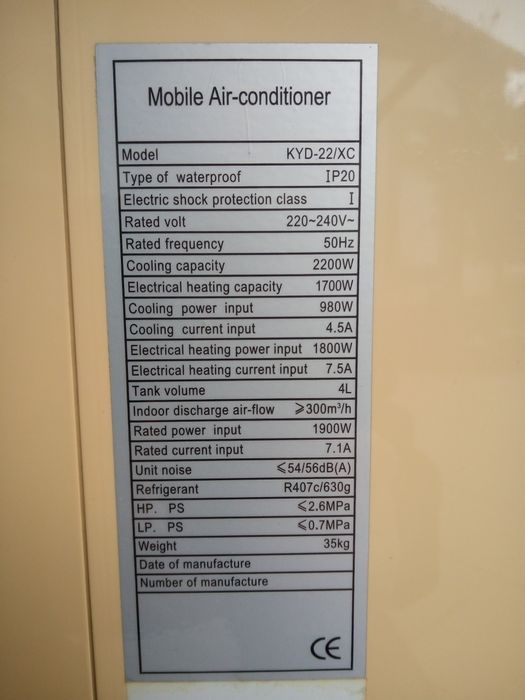 Mobile Air-conditioner
Model KYD-22/XC
Type of waterproof IP20
Electric shock protection class I
Rated volt 220~240V~
Rated frequency 50Hz
Cooling capacity 2200W
Electrical heating capacity 1700W
Cooling power input 980W
Cooling current input 4.5A
Electrical heating power input 1800W
Electrical heating current input 7.5A
Tank volume 4L
Indoor discharge air-flow ⩾300m³/h
Rated power input 1900W
Rated current input 7.1A
Unit noise ⩽54/56dB(A)
Refrigerant R407c/630g
HP. PS ⩽2.6MPa
LP. PS ⩽0.7MPa
Weight 35kg
Date of manufacture
Number of manufacture
CE